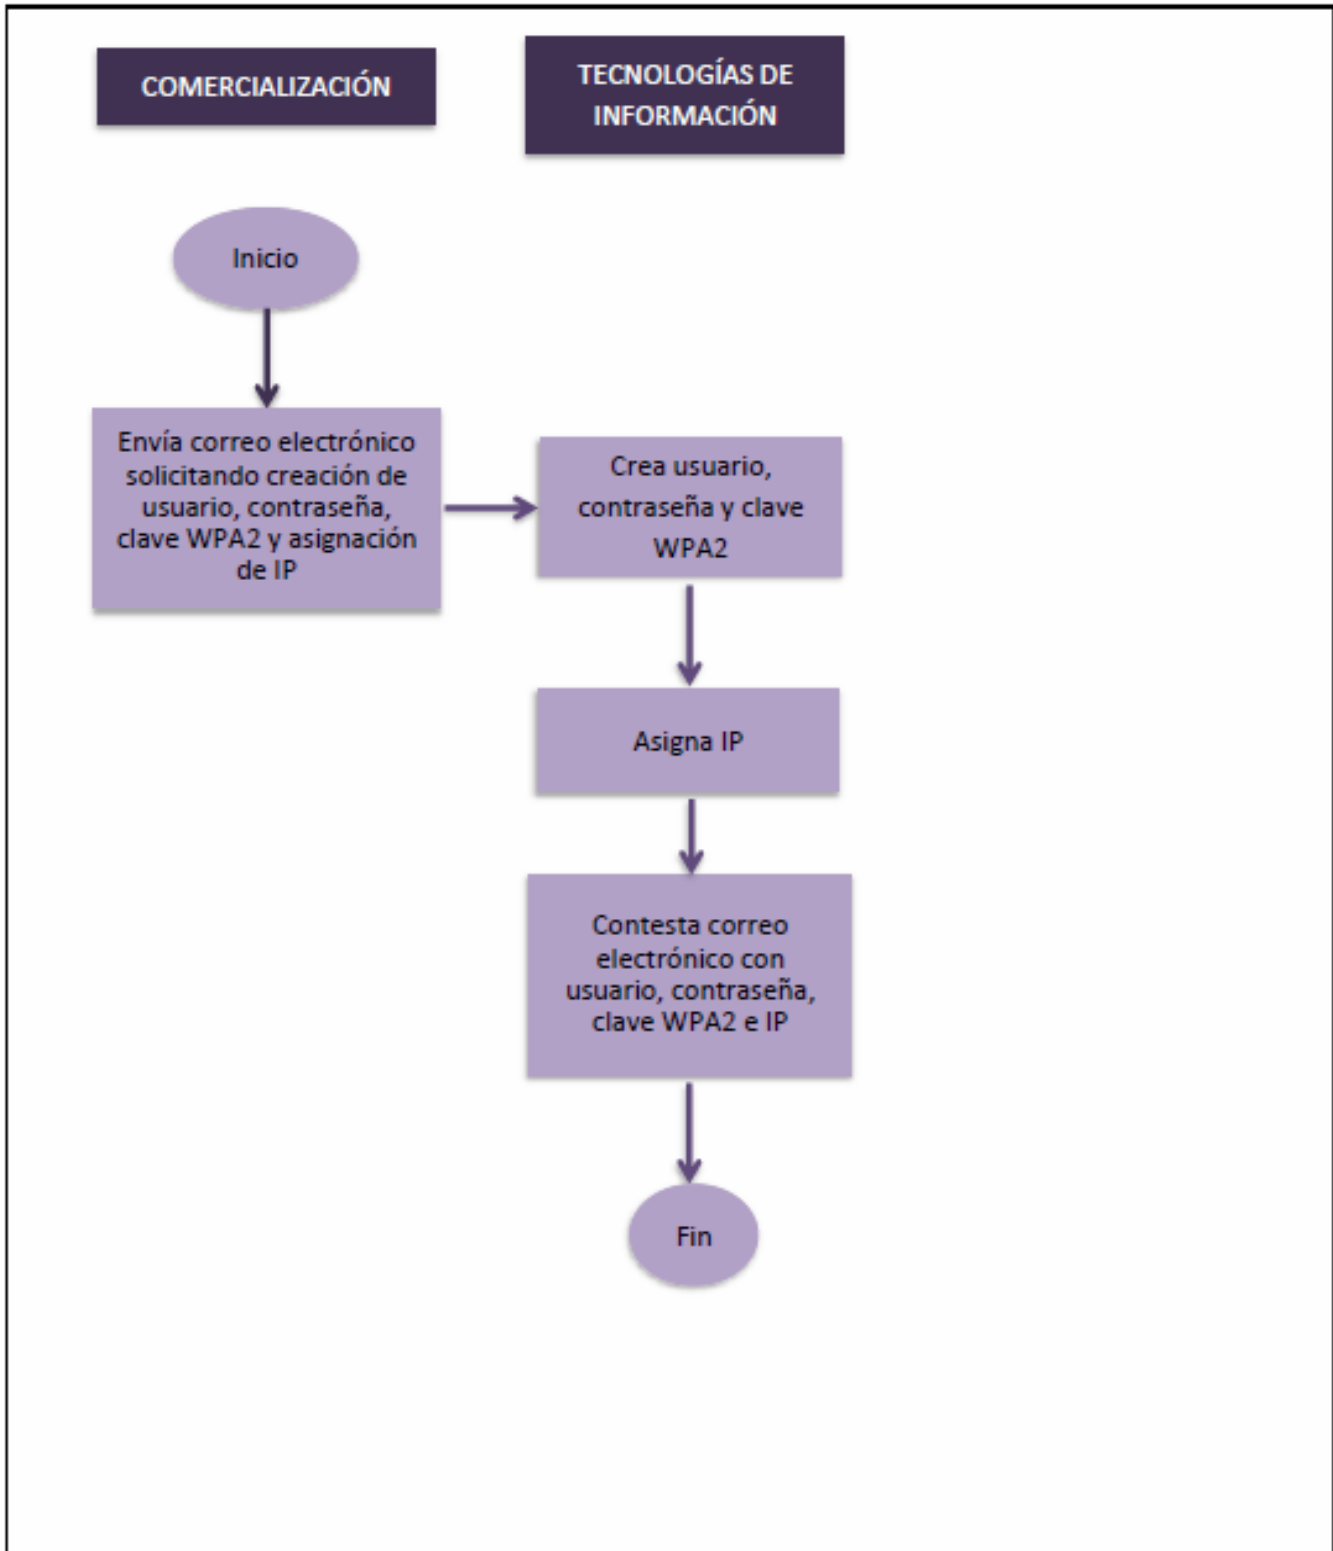 COMERCIALIZACIÓN
TECNOLOGÍAS DE
INFORMACIÓN
Inicio
Envía correo electrónico
solicitando creación de
usuario, contraseña,
clave WPA2 y asignación
de IP
Crea usuario,
contraseña y clave
WPA2
Asigna IP
Contesta correo
electrónico con
usuario, contraseña,
clave WPA2 e IP
Fin